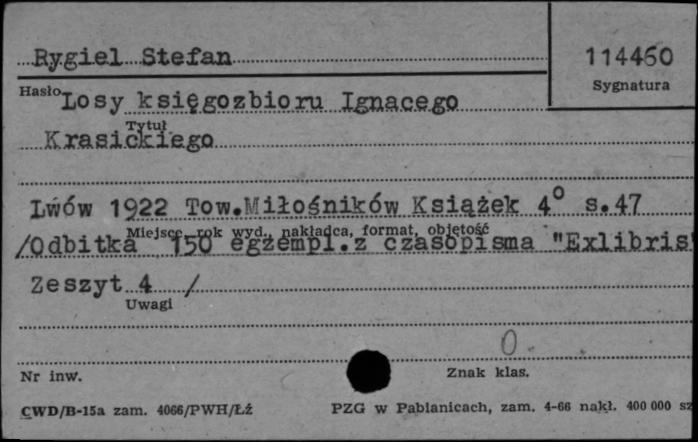 Rygiel Stefan
114460
Sygnatura
Hasło
Losy księgozbioru Ignacego
Tytuł
Krasickiego
Lwów 1922 Tow.Miłośników Książek 4° s.47
Miejsce, rok wyd., nakładca, format, objętość
/Odbitka 150 egzempl.z czasopisma "Exlibris"
Zeszyt 4 /
Uwagi
0
Nr inw.
Znak klas.
CWD/B-15a zam. 4066/PWH/Łź
PZG w Pabianicach, zam. 4-66 nakł. 400 000 sz